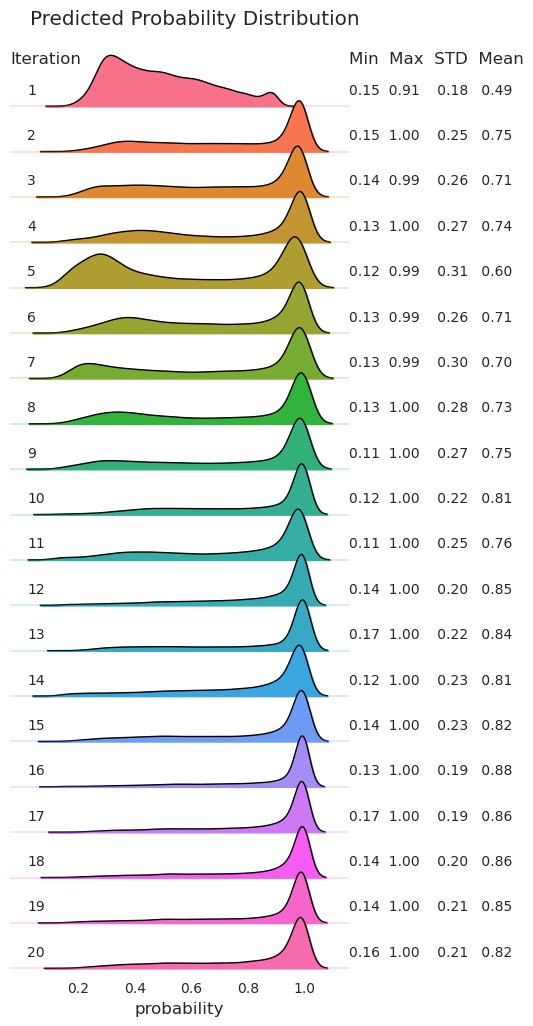 Predicted Probability Distribution
Iteration Min Max STD Mean
1 0.15 0.91 0.18 0.49
2 0.15 1.00 0.25 0.75
3 0.14 0.99 0.26 0.71
4 0.13 1.00 0.27 0.74
5 0.12 0.99 0.31 0.60
6 0.13 0.99 0.26 0.71
7 0.13 0.99 0.30 0.70
8 0.13 1.00 0.28 0.73
9 0.11 1.00 0.27 0.75
10 0.12 1.00 0.22 0.81
11 0.11 1.00 0.25 0.76
12 0.14 1.00 0.20 0.85
13 0.17 1.00 0.22 0.84
14 0.12 1.00 0.23 0.81
15 0.14 1.00 0.23 0.82
16 0.13 1.00 0.19 0.88
17 0.17 1.00 0.19 0.86
18 0.14 1.00 0.20 0.86
19 0.14 1.00 0.21 0.85
20 0.16 1.00 0.21 0.82
0.2 0.4 0.6 0.8 1.0
probability